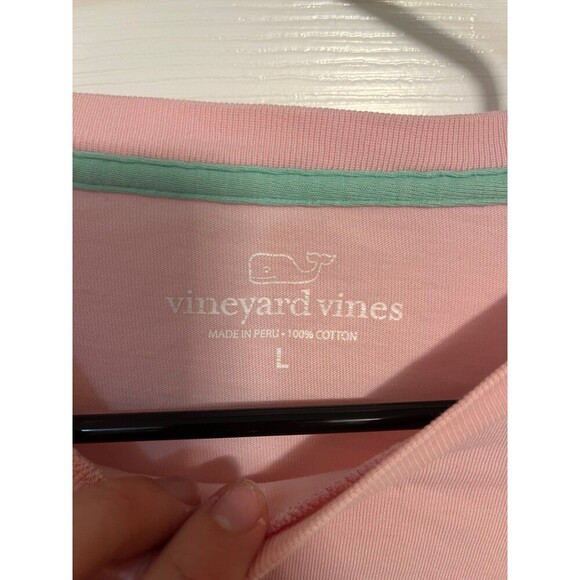 vineyard vines
MADE IN PERU • 100% COTTON
L